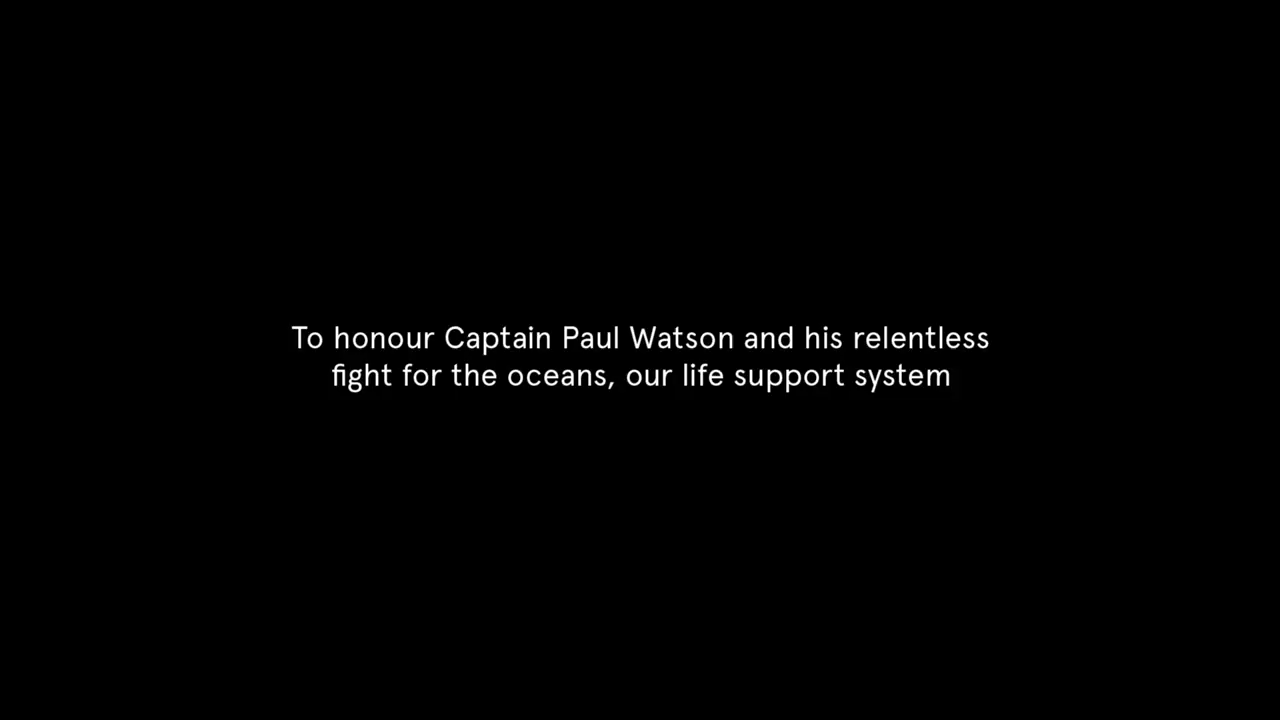 To honour Captain Paul Watson and his relentless
fight for the oceans, our life support system